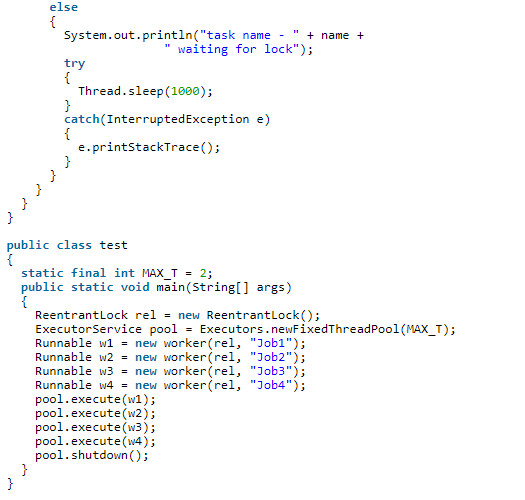 else
      {
        System.out.println("task name - " + name +
                      " waiting for lock");
        try
        {
          Thread.sleep(1000);
        }
        catch(InterruptedException e)
        {
          e.printStackTrace();
        }
      }
    }
  }
}

public class test
{
  static final int MAX_T = 2;
  public static void main(String[] args)
  {
    ReentrantLock rel = new ReentrantLock();
    ExecutorService pool = Executors.newFixedThreadPool(MAX_T);
    Runnable w1 = new worker(rel, "Job1");
    Runnable w2 = new worker(rel, "Job2");
    Runnable w3 = new worker(rel, "Job3");
    Runnable w4 = new worker(rel, "Job4");
    pool.execute(w1);
    pool.execute(w2);
    pool.execute(w3);
    pool.execute(w4);
    pool.shutdown();
  }
}